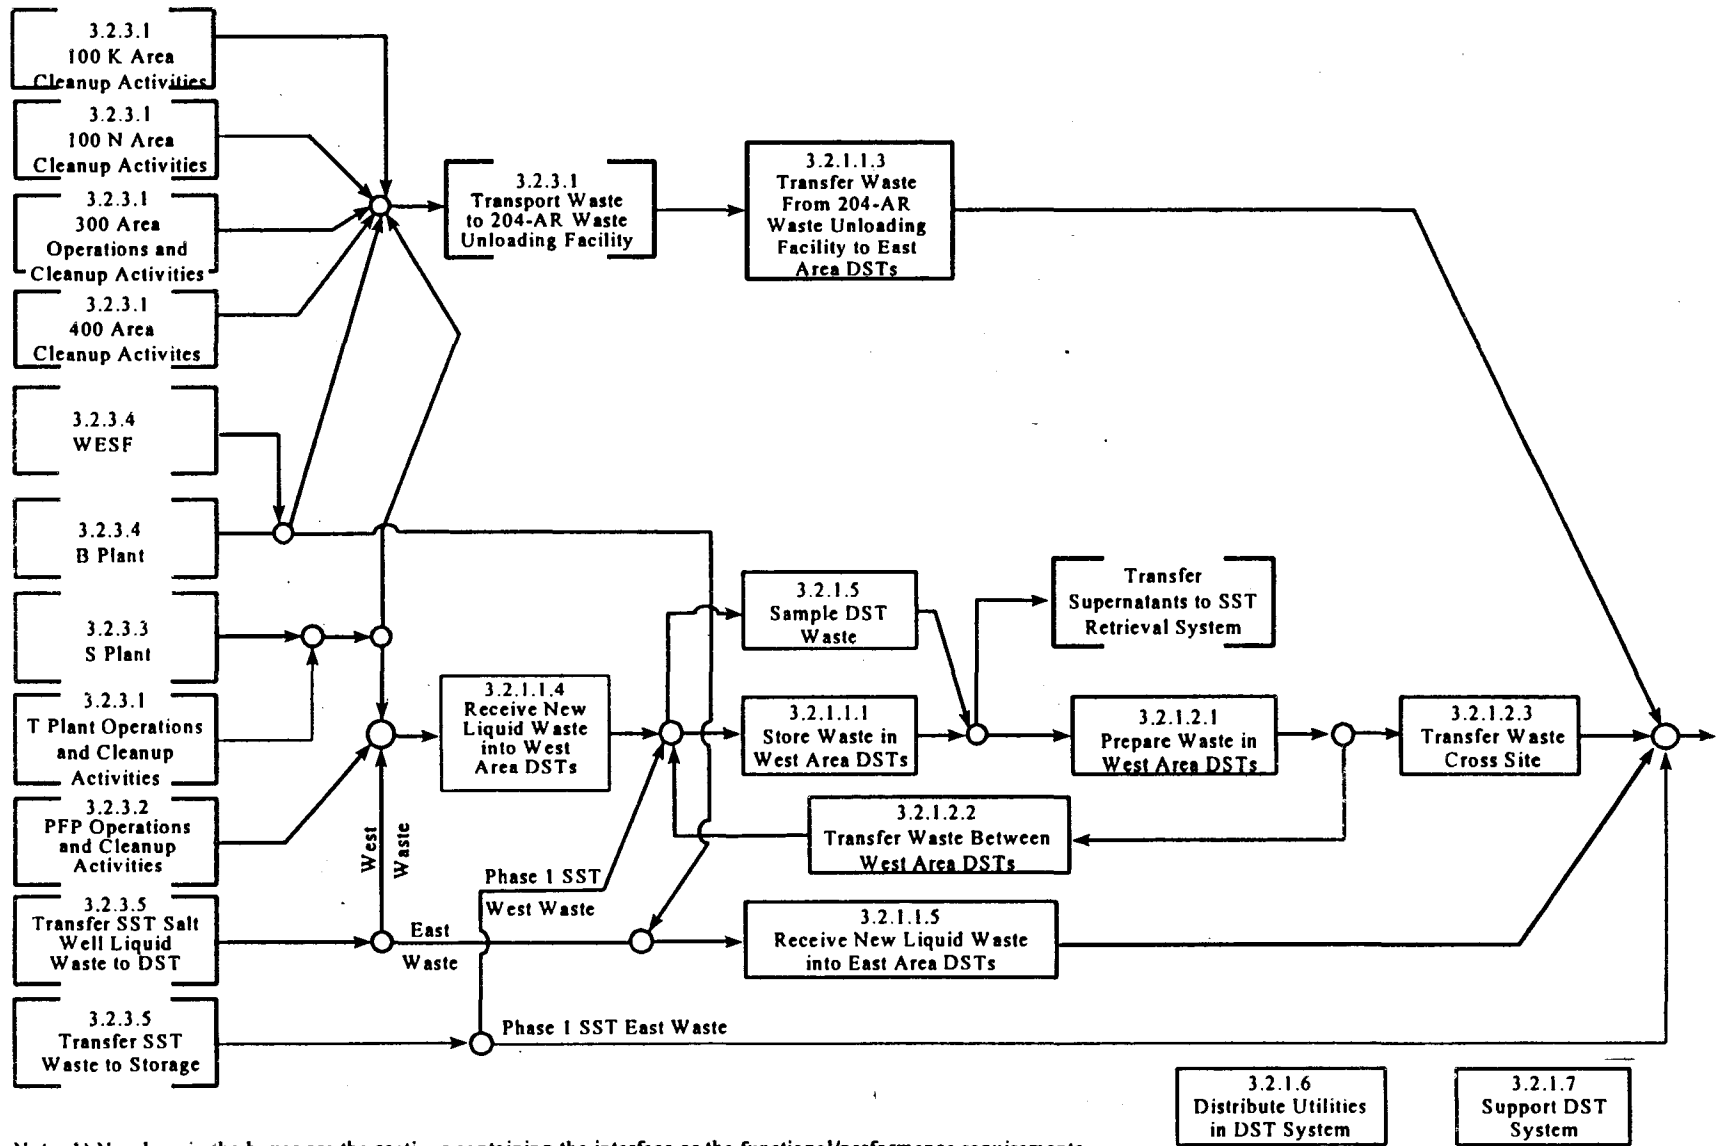 3.2.3.1
100 K Area
Cleanup Activities
3.2.3.1
100 N Area
Cleanup Activities
3.2.3.1
300 Area
Operations and
Cleanup Activities
3.2.3.1
400 Area
Cleanup Activites
3.2.3.4
WESF
3.2.3.4
B Plant
3.2.3.3
S Plant
3.2.3.1
T Plant Operations
and Cleanup
Activities
3.2.3.2
PFP Operations
and Cleanup
Activities
3.2.3.5
Transfer SST Salt
Well Liquid
Waste to DST
3.2.3.5
Transfer SST
Waste to Storage
3.2.3.1
Transport Waste
to 204-AR Waste
Unloading Facility
3.2.1.1.3
Transfer Waste
From 204-AR
Waste Unloading
Facility to East
Area DSTs
3.2.1.1.4
Receive New
Liquid Waste
into West
Area DSTs
West
Waste
East
Waste
Phase 1 SST
West Waste
Phase 1 SST East Waste
3.2.1.5
Sample DST
Waste
Transfer
Supernatants to SST
Retrieval System
3.2.1.1.1
Store Waste in
West Area DSTs
3.2.1.2.1
Prepare Waste in
West Area DSTs
3.2.1.2.3
Transfer Waste
Cross Site
3.2.1.2.2
Transfer Waste Between
West Area DSTs
3.2.1.1.5
Receive New Liquid Waste
into East Area DSTs
3.2.1.6
Distribute Utilities
in DST System
3.2.1.7
Support DST
System